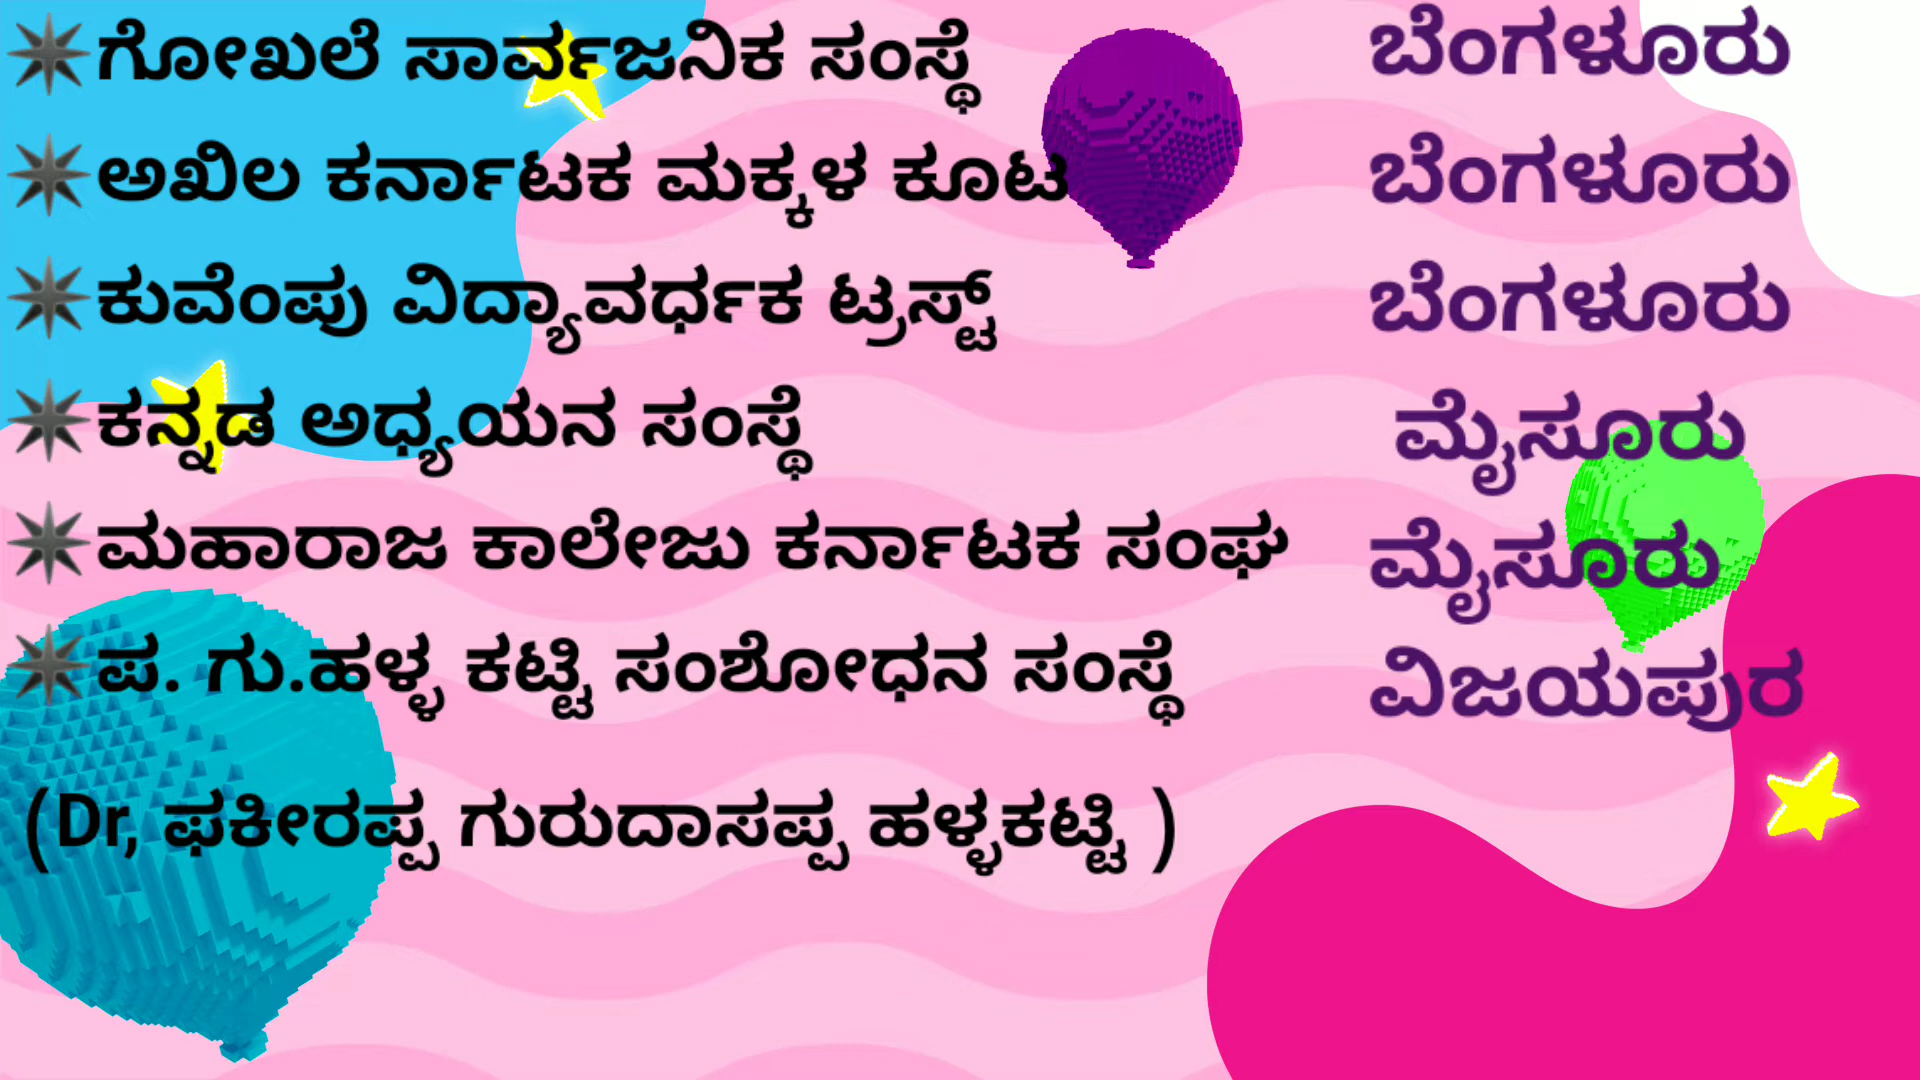 ✴ಗೋಖಲೆ ಸಾರ್ವಜನಿಕ ಸಂಸ್ಥೆ ಬೆಂಗಳೂರು
✴ಅಖಿಲ ಕರ್ನಾಟಕ ಮಕ್ಕಳ ಕೂಟ ಬೆಂಗಳೂರು
✴ಕುವೆಂಪು ವಿದ್ಯಾವರ್ಧಕ ಟ್ರಸ್ಟ್ ಬೆಂಗಳೂರು
✴ಕನ್ನಡ ಅಧ್ಯಯನ ಸಂಸ್ಥೆ ಮೈಸೂರು
✴ಮಹಾರಾಜ ಕಾಲೇಜು ಕರ್ನಾಟಕ ಸಂಘ ಮೈಸೂರು
✴ಪ. ಗು.ಹಳ್ಳ ಕಟ್ಟಿ ಸಂಶೋಧನ ಸಂಸ್ಥೆ ವಿಜಯಪುರ
(Dr, ಫಕೀರಪ್ಪ ಗುರುದಾಸಪ್ಪ ಹಳ್ಳಕಟ್ಟಿ )